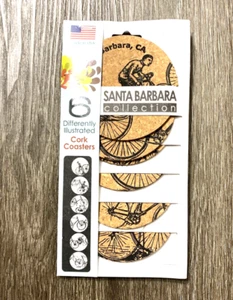 Barbara, CA
6
Differently
Illustrated
Cork
Coasters
SANTA BARBARA
collection